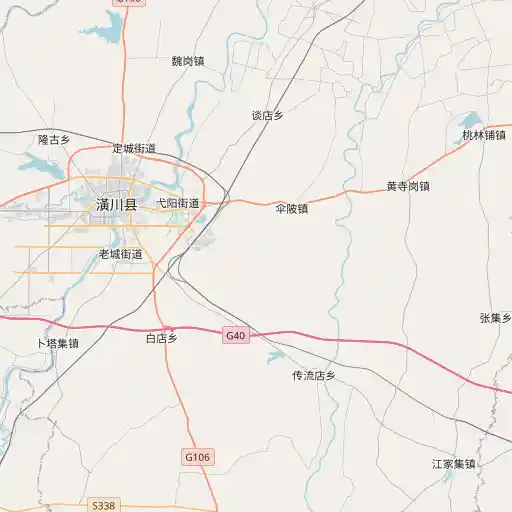 G106
魏岗镇
谈店乡
桃林铺镇
隆古乡
定城街道
黄寺岗镇
潢川县
弋阳街道
伞陂镇
老城街道
张集乡
卜塔集镇
白店乡
G40
传流店乡
G106
江家集镇
S338